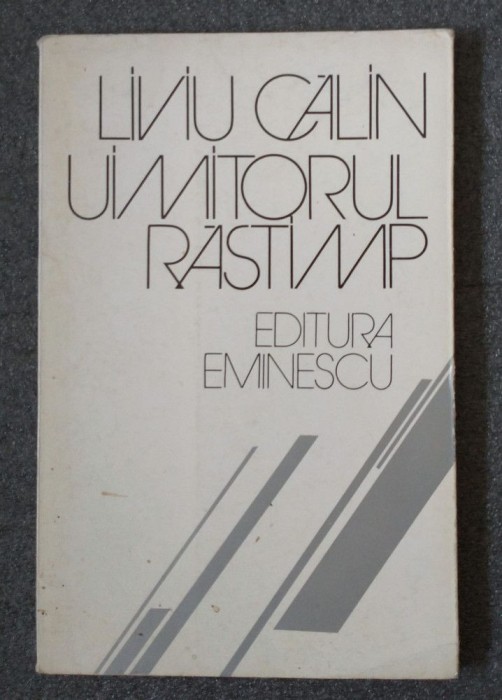 LIVIU CĂLIN
UIMITORUL
RĂSTIMP
EDITURA
EMINESCU